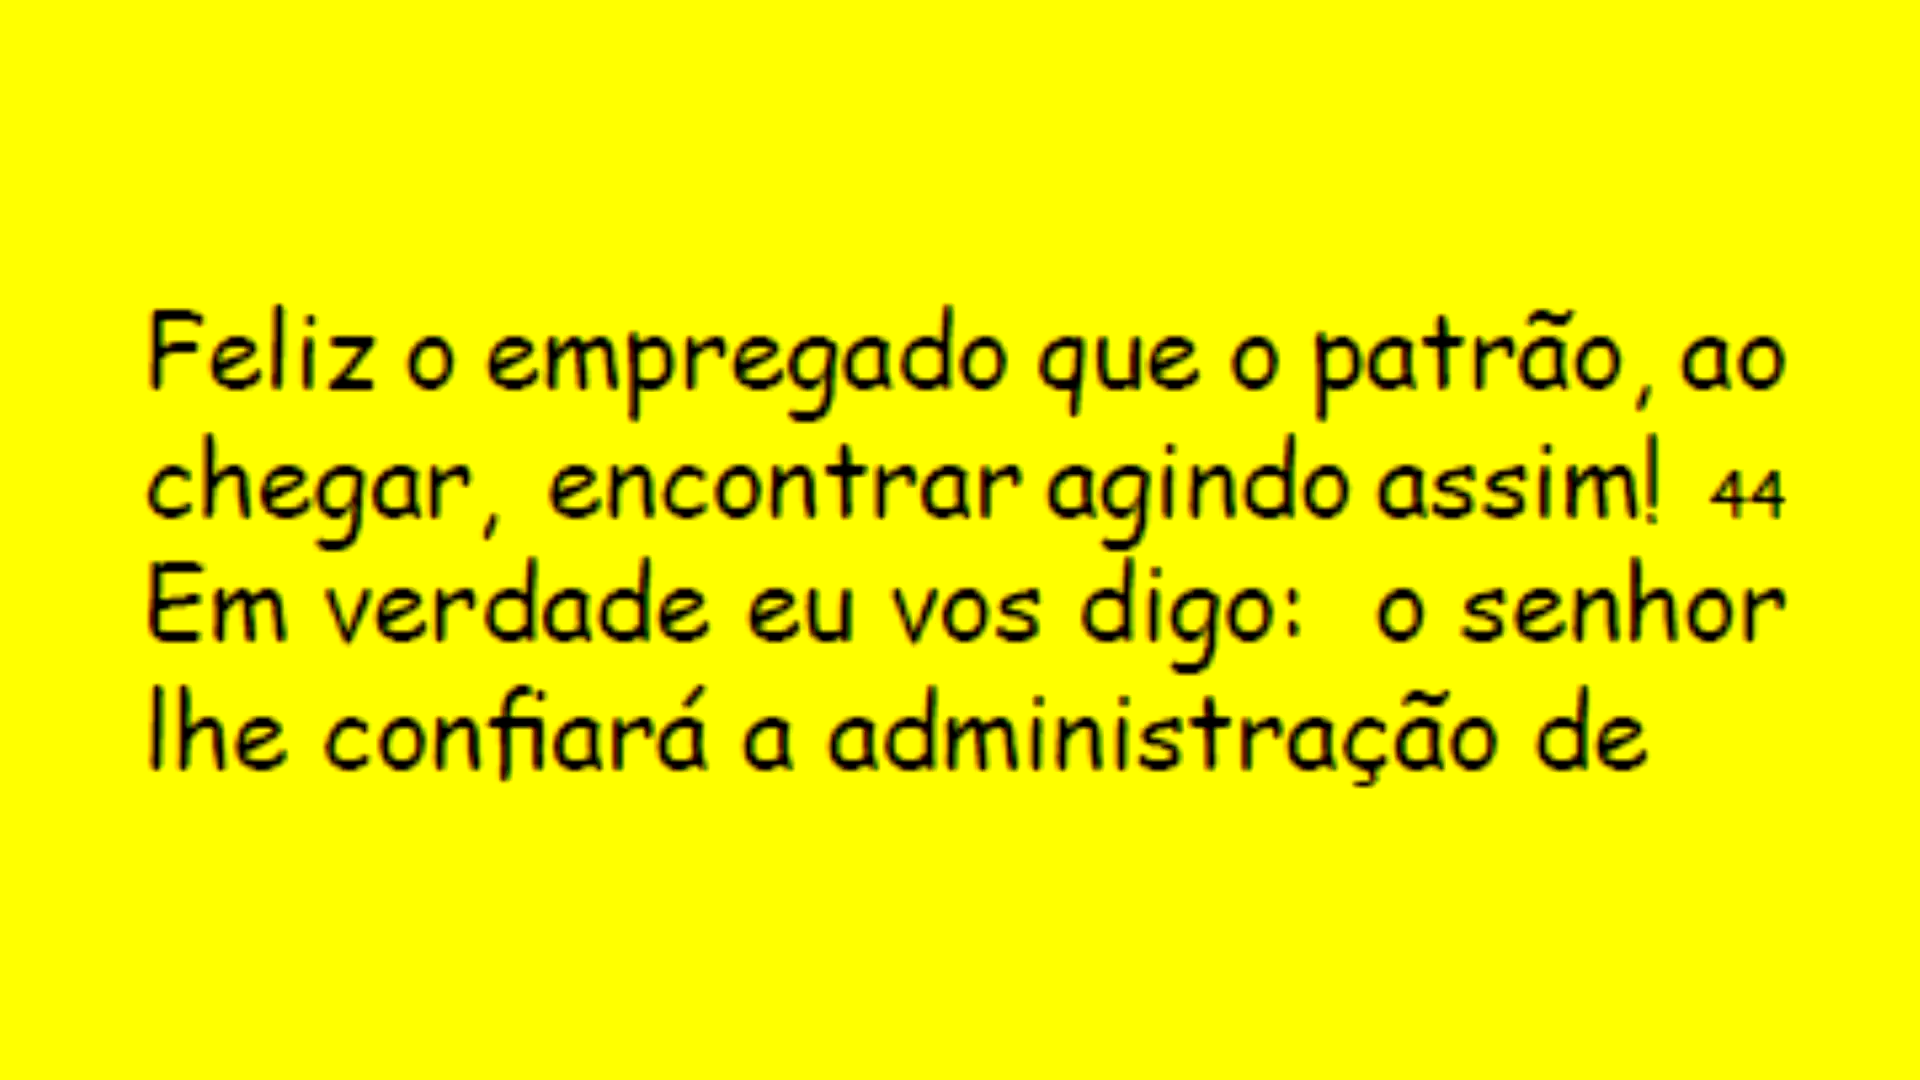 Feliz o empregado que o patrão, ao
chegar, encontrar agindo assim! 44
Em verdade eu vos digo: o senhor
lhe confiará a administração de